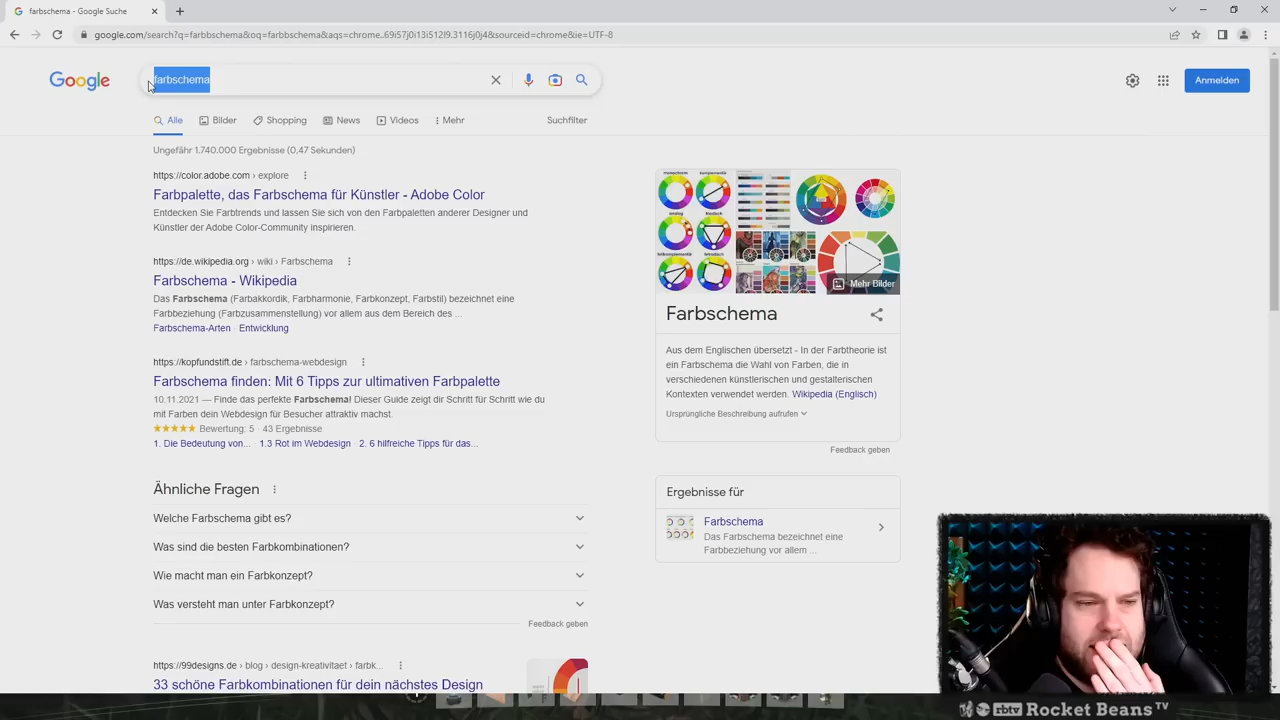 farbschema - Google Suche
google.com/search?q=farbbschema&oq=farbbschema&aqs=chrome..69i57j0i13i512l9.3116j0j4&sourceid=chrome&ie=UTF-8
Google
farbschema
Anmelden
Alle
Bilder
Shopping
News
Videos
Mehr
Suchfilter
Ungefähr 1.740.000 Ergebnisse (0,47 Sekunden)
https://color.adobe.com › explore
Farbpalette, das Farbschema für Künstler - Adobe Color
Entdecken Sie Farbtrends und lassen Sie sich von den Farbpaletten anderer Designer und
Künstler der Adobe Color-Community inspirieren.
https://de.wikipedia.org › wiki › Farbschema
Farbschema - Wikipedia
Das Farbschema (Farbakkordik, Farbharmonie, Farbkonzept, Farbstil) bezeichnet eine
Farbbeziehung (Farbzusammenstellung) vor allem aus dem Bereich des ...
Farbschema-Arten · Entwicklung
https://kopfundstift.de › farbschema-webdesign
Farbschema finden: Mit 6 Tipps zur ultimativen Farbpalette
10.11.2021 — Finde das perfekte Farbschema! Dieser Guide zeigt dir Schritt für Schritt wie du
mit Farben dein Webdesign für Besucher attraktiv machst.
Bewertung: 5 · 43 Ergebnisse
1. Die Bedeutung von... · 1.3 Rot im Webdesign · 2. 6 hilfreiche Tipps für das...
Ähnliche Fragen
Welche Farbschema gibt es?
Was sind die besten Farbkombinationen?
Wie macht man ein Farbkonzept?
Was versteht man unter Farbkonzept?
Feedback geben
https://99designs.de › blog › design-kreativitaet › farbk...
33 schöne Farbkombinationen für dein nächstes Design
Mehr Bilder
Farbschema
Aus dem Englischen übersetzt - In der Farbtheorie ist
ein Farbschema die Wahl von Farben, die in
verschiedenen künstlerischen und gestalterischen
Kontexten verwendet werden. Wikipedia (Englisch)
Ursprüngliche Beschreibung aufrufen
Feedback geben
Ergebnisse für
Farbschema
Das Farbschema bezeichnet eine
Farbbeziehung vor allem ...
rbtv Rocket Beans TV